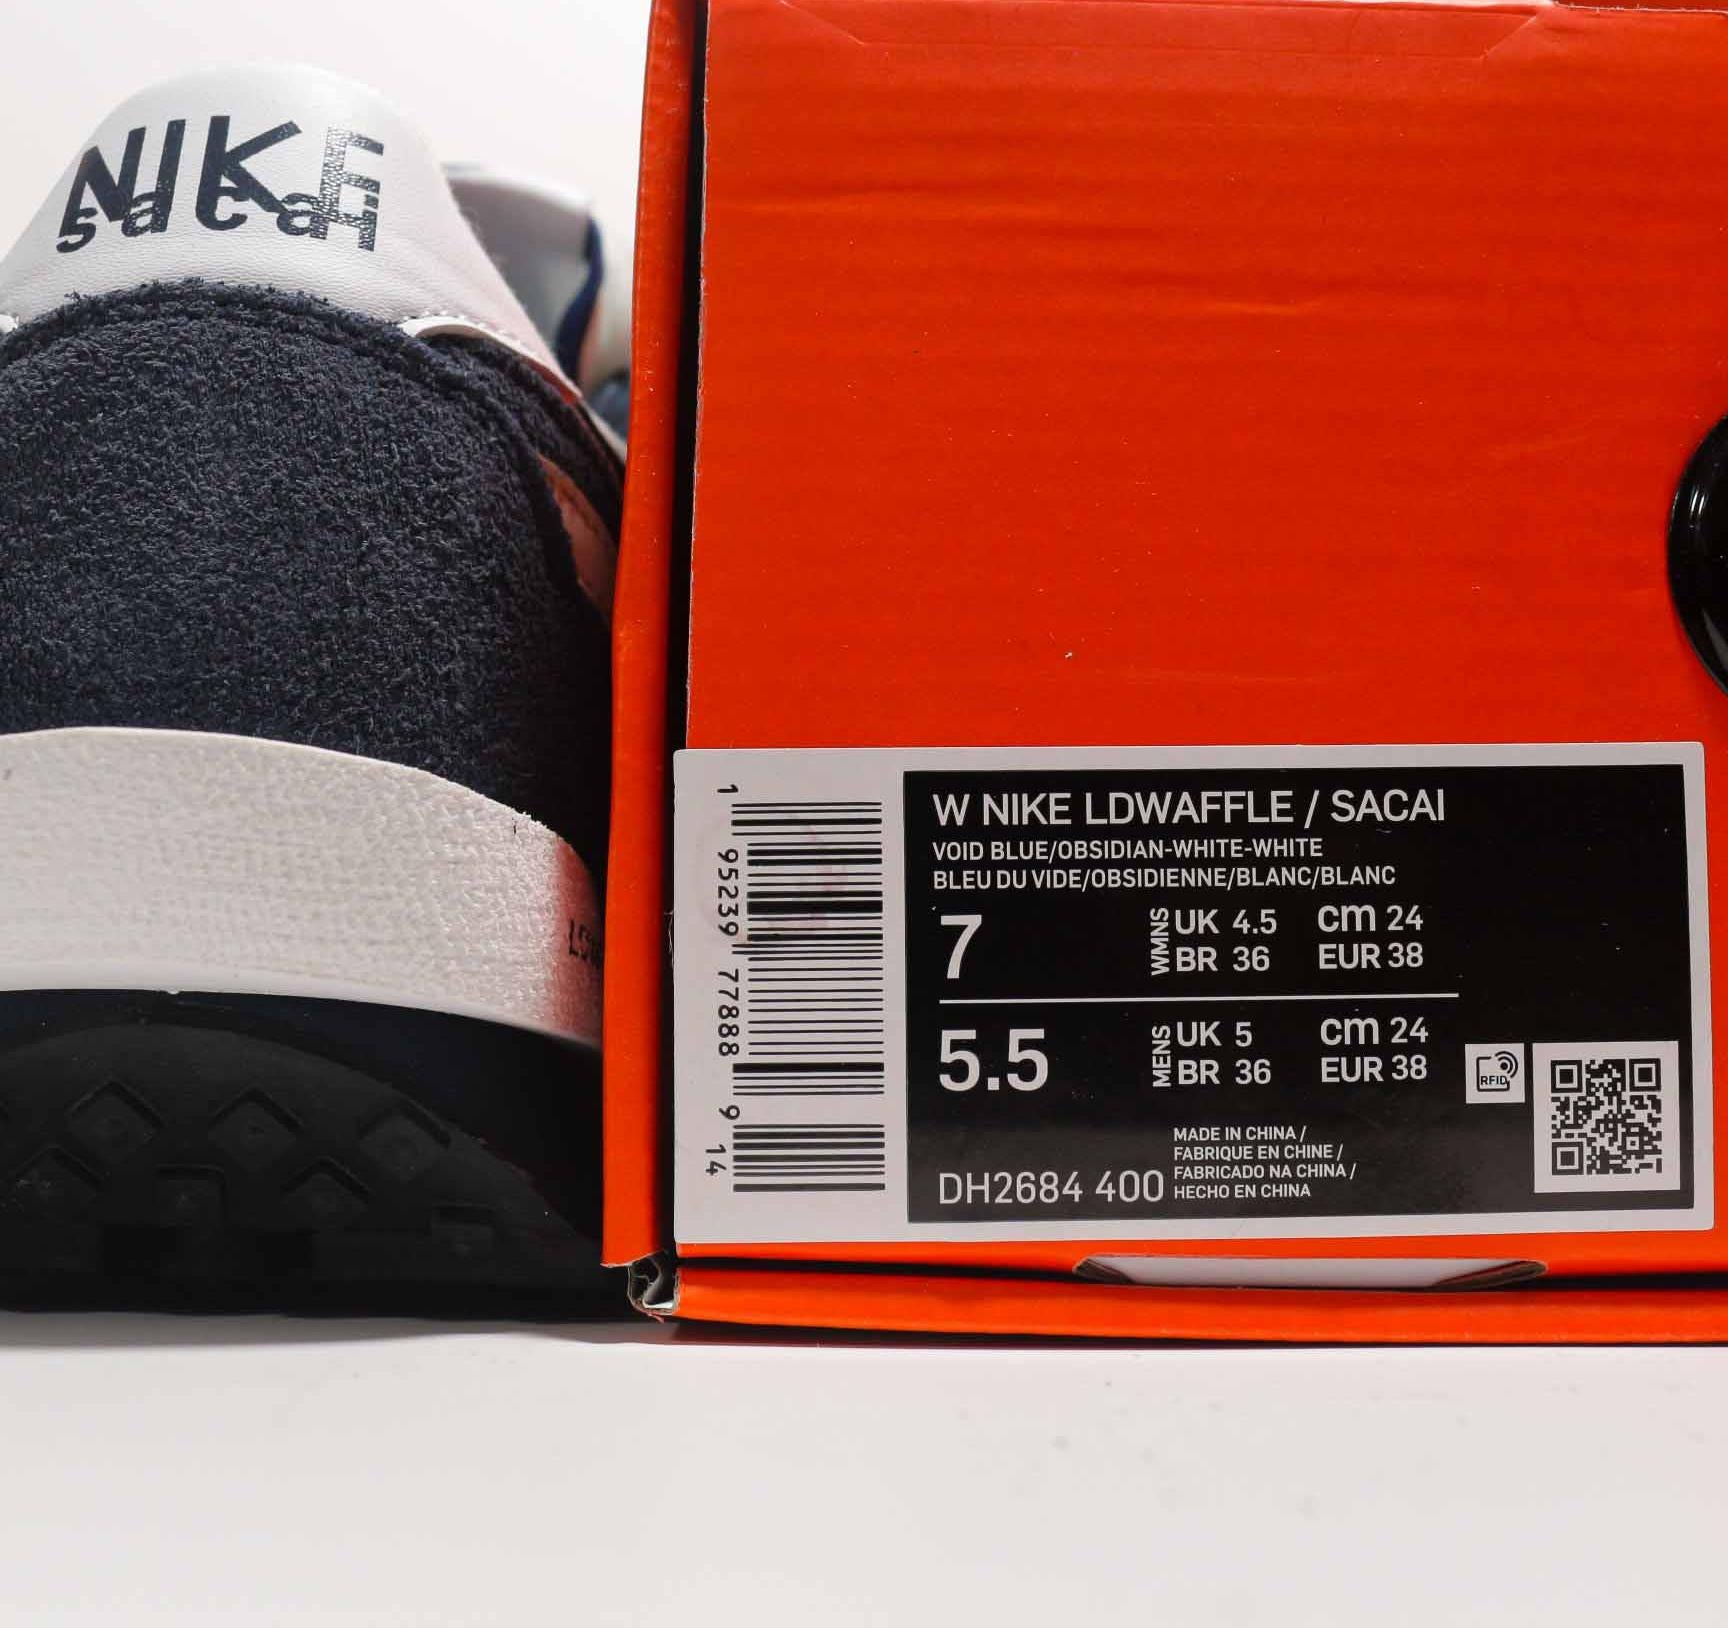 NIKE
sacai
1 95239 77888 9 14
W NIKE LDWAFFLE / SACAI
VOID BLUE/OBSIDIAN-WHITE-WHITE
BLEU DU VIDE/OBSIDIENNE/BLANC/BLANC
7 WMNS UK 4.5 cm 24
BR 36 EUR 38
5.5 MENS UK 5 cm 24
BR 36 EUR 38
RFID
MADE IN CHINA /
FABRIQUE EN CHINE /
FABRICADO NA CHINA /
HECHO EN CHINA
DH2684 400